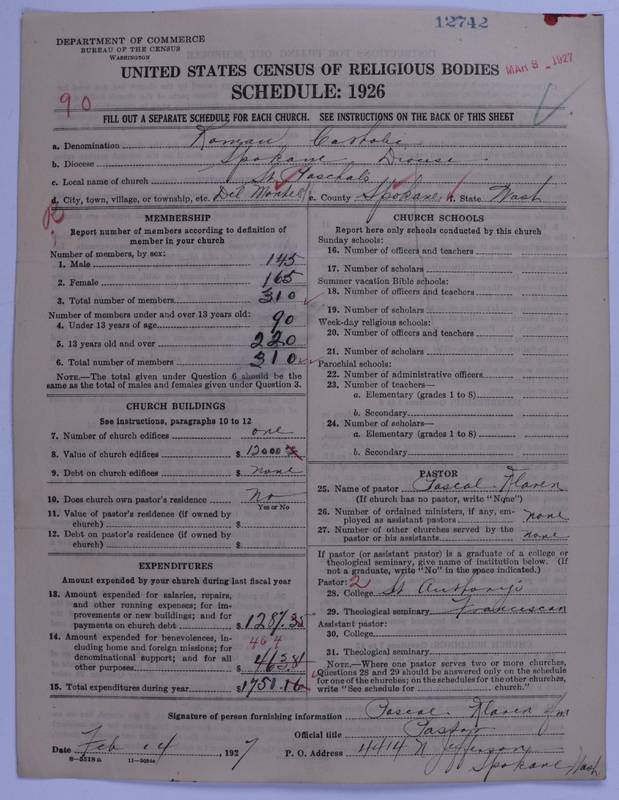 12742
DEPARTMENT OF COMMERCE
BUREAU OF THE CENSUS
WASHINGTON
UNITED STATES CENSUS OF RELIGIOUS BODIES
MAR 8 1927
SCHEDULE: 1926
90
FILL OUT A SEPARATE SCHEDULE FOR EACH CHURCH. SEE INSTRUCTIONS ON THE BACK OF THIS SHEET
a. Denomination Roman Catholic
b. Diocese Spokane Diocise
c. Local name of church St. Paschals
d. City, town, village, or township, etc. Del Monte e. County Spokane f. State Wash
MEMBERSHIP
Report number of members according to definition of member in your church
Number of members, by sex:
1. Male 145
2. Female 165
3. Total number of members 310
Number of members under and over 13 years old:
4. Under 13 years of age 90
5. 13 years old and over 220
6. Total number of members 310
NOTE.—The total given under Question 6 should be the
same as the total of males and females given under Question 3.
CHURCH BUILDINGS
See instructions, paragraphs 10 to 12
7. Number of church edifices one
8. Value of church edifices $ 12000
9. Debt on church edifices $ none
10. Does church own pastor's residence No
Yes or No
11. Value of pastor's residence (if owned by
church) $
12. Debt on pastor's residence (if owned by
church) $
EXPENDITURES
Amount expended by your church during last fiscal year
13. Amount expended for salaries, repairs,
and other running expenses; for im-
provements or new buildings; and for
payments on church debt $ 1287.35
14. Amount expended for benevolences, in-
cluding home and foreign missions; for
denominational support; and for all
other purposes 464
$ 463.81
15. Total expenditures during year $ 1750.16
CHURCH SCHOOLS
Report here only schools conducted by this church
Sunday schools:
16. Number of officers and teachers
17. Number of scholars
Summer vacation Bible schools:
18. Number of officers and teachers
19. Number of scholars
Week-day religious schools:
20. Number of officers and teachers
21. Number of scholars
Parochial schools:
22. Number of administrative officers
23. Number of teachers—
a. Elementary (grades 1 to 8)
b. Secondary
24. Number of scholars—
a. Elementary (grades 1 to 8)
b. Secondary
PASTOR
25. Name of pastor Pascal
(If church has no pastor, write "None")
26. Number of ordained ministers, if any, em-
ployed as assistant pastors none
27. Number of other churches served by the
pastor or his assistants none
If pastor (or assistant pastor) is a graduate of a college or
theological seminary, give name of institution below. (If
not a graduate, write "No" in the space indicated.)
Pastor: 2
28. College St Anthony
29. Theological seminary Franciscan
Assistant pastor:
30. College
31. Theological seminary
NOTE.—Where one pastor serves two or more churches,
Questions 28 and 29 should be answered only on the schedule
for one of the churches; on the schedules for the other churches,
write "See schedule for church."
Signature of person furnishing information Pascal
Official title Pastor
Date Feb 14, 1927 P. O. Address 4414 N Jefferson
Spokane Wash
8-5518a 11-9034a